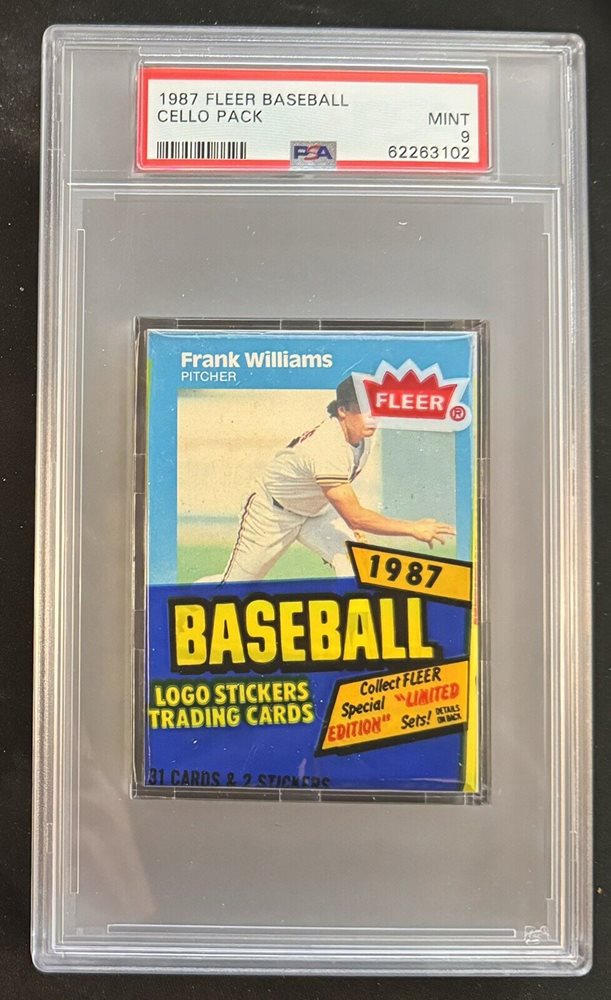 1987 FLEER BASEBALL
CELLO PACK
MINT
9
PSA
62263102
Frank Williams
PITCHER
FLEER ®
1987
BASEBALL
LOGO STICKERS
TRADING CARDS
Collect FLEER
Special "LIMITED
EDITION" Sets! DETAILS
ON BACK
31 CARDS & 2 STICKERS